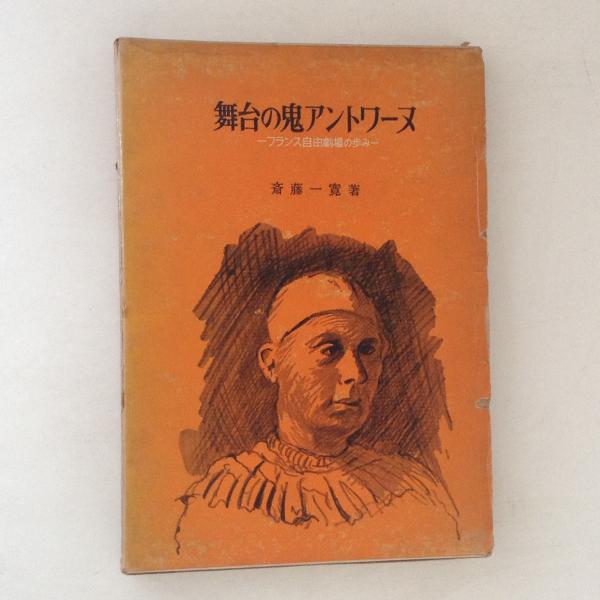 舞台の鬼アントワーヌ
—フランス自由劇場の歩み—
斎藤一寛著